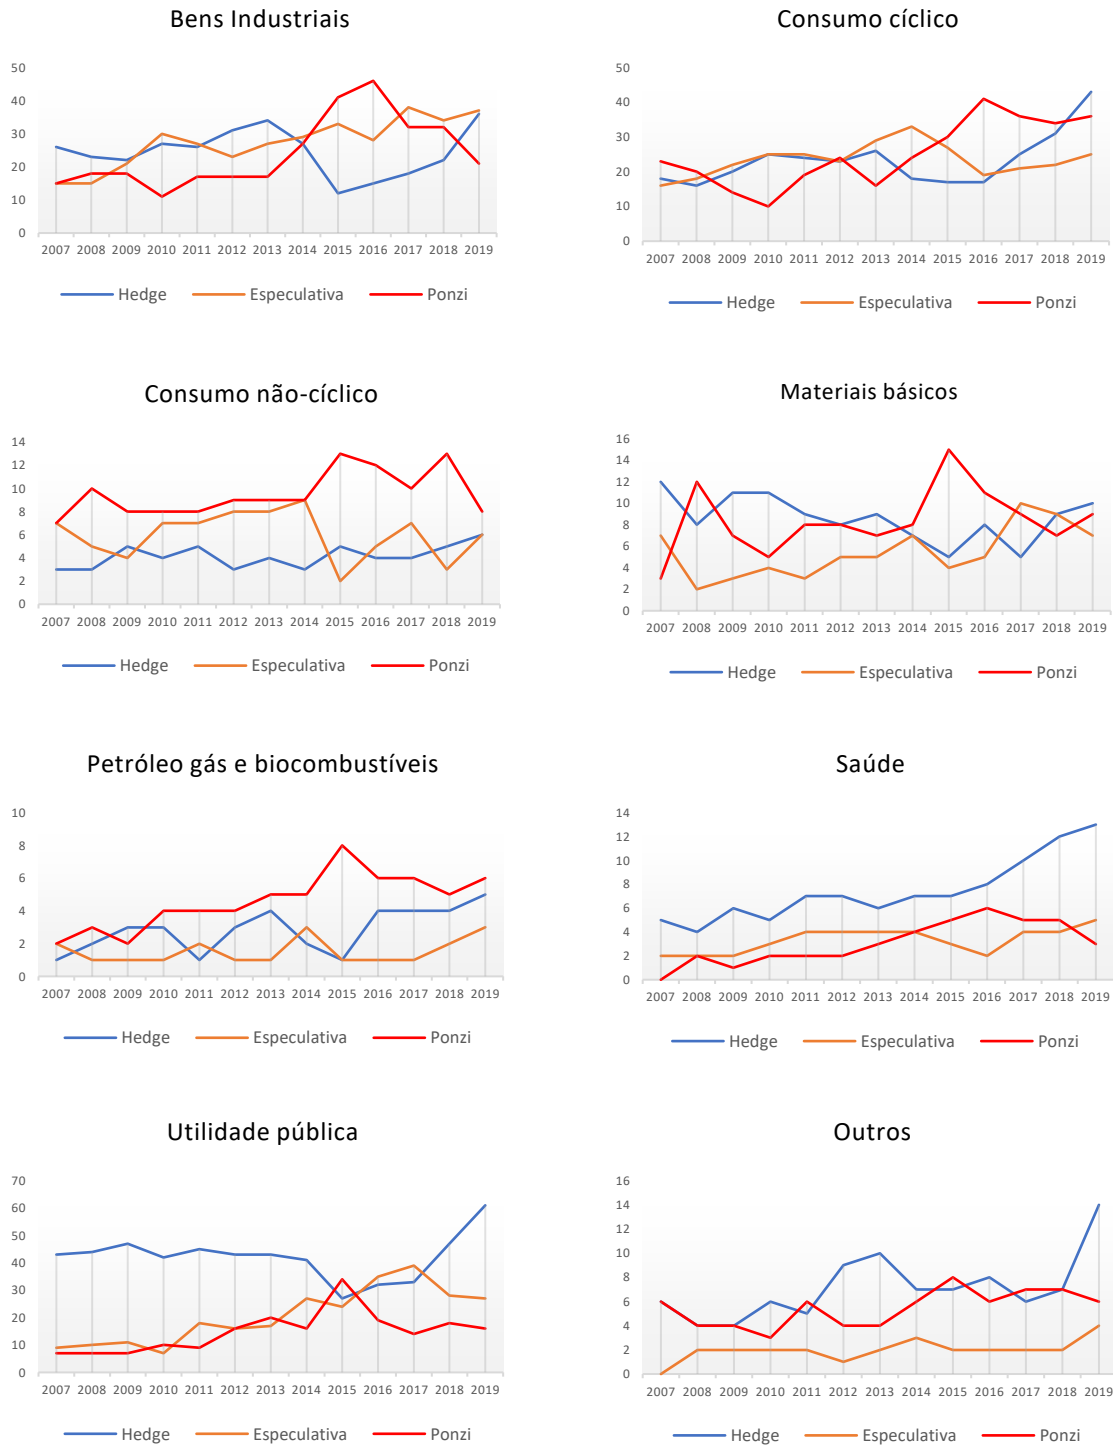 Bens Industriais
50
40
30
20
10
0
2007 2008 2009 2010 2011 2012 2013 2014 2015 2016 2017 2018 2019
Hedge Especulativa Ponzi
Consumo cíclico
50
40
30
20
10
0
2007 2008 2009 2010 2011 2012 2013 2014 2015 2016 2017 2018 2019
Hedge Especulativa Ponzi
Consumo não-cíclico
14
12
10
8
6
4
2
0
2007 2008 2009 2010 2011 2012 2013 2014 2015 2016 2017 2018 2019
Hedge Especulativa Ponzi
Materiais básicos
16
14
12
10
8
6
4
2
0
2007 2008 2009 2010 2011 2012 2013 2014 2015 2016 2017 2018 2019
Hedge Especulativa Ponzi
Petróleo gás e biocombustíveis
10
8
6
4
2
0
2007 2008 2009 2010 2011 2012 2013 2014 2015 2016 2017 2018 2019
Hedge Especulativa Ponzi
Saúde
14
12
10
8
6
4
2
0
2007 2008 2009 2010 2011 2012 2013 2014 2015 2016 2017 2018 2019
Hedge Especulativa Ponzi
Utilidade pública
70
60
50
40
30
20
10
0
2007 2008 2009 2010 2011 2012 2013 2014 2015 2016 2017 2018 2019
Hedge Especulativa Ponzi
Outros
16
14
12
10
8
6
4
2
0
2007 2008 2009 2010 2011 2012 2013 2014 2015 2016 2017 2018 2019
Hedge Especulativa Ponzi